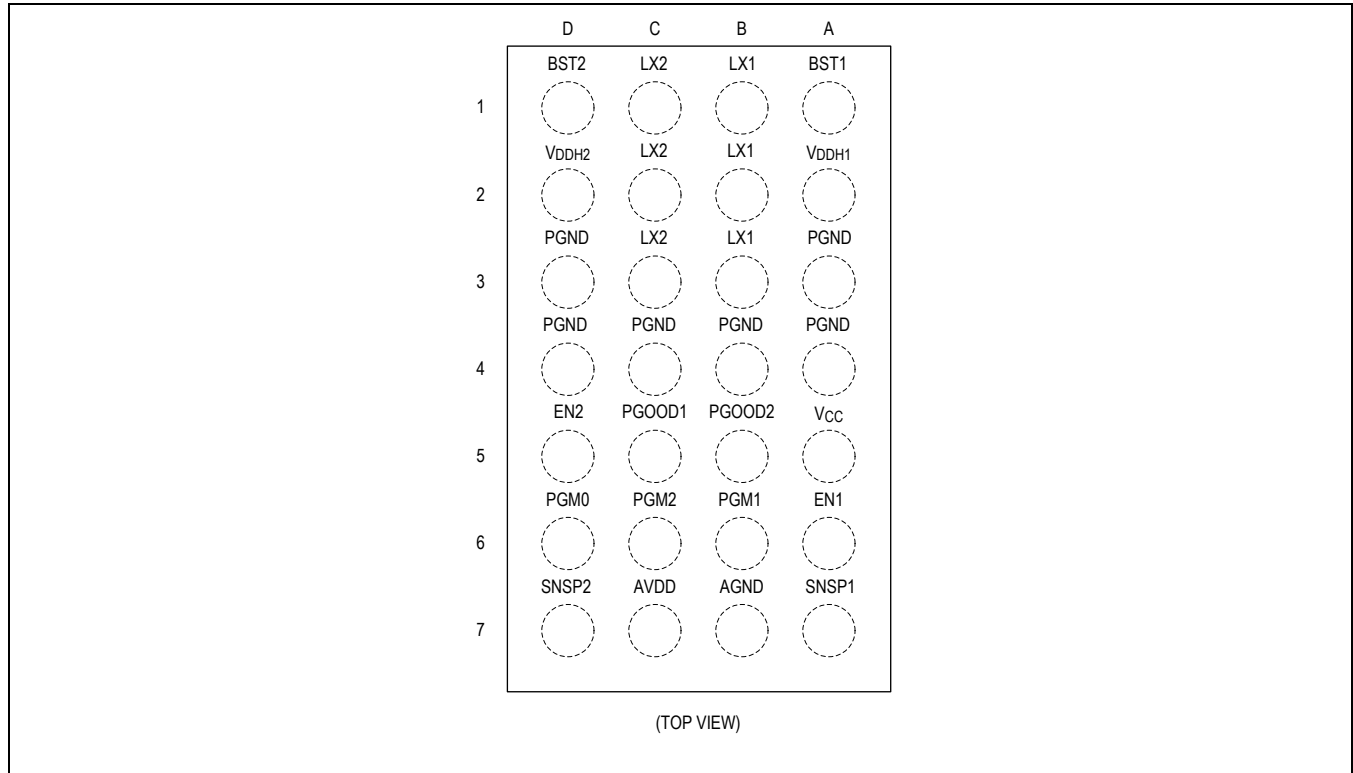 D C B A
BST2 LX2 LX1 BST1
1
VDDH2 LX2 LX1 VDDH1
2
PGND LX2 LX1 PGND
3
PGND PGND PGND PGND
4
EN2 PGOOD1 PGOOD2 VCC
5
PGM0 PGM2 PGM1 EN1
6
SNSP2 AVDD AGND SNSP1
7
(TOP VIEW)